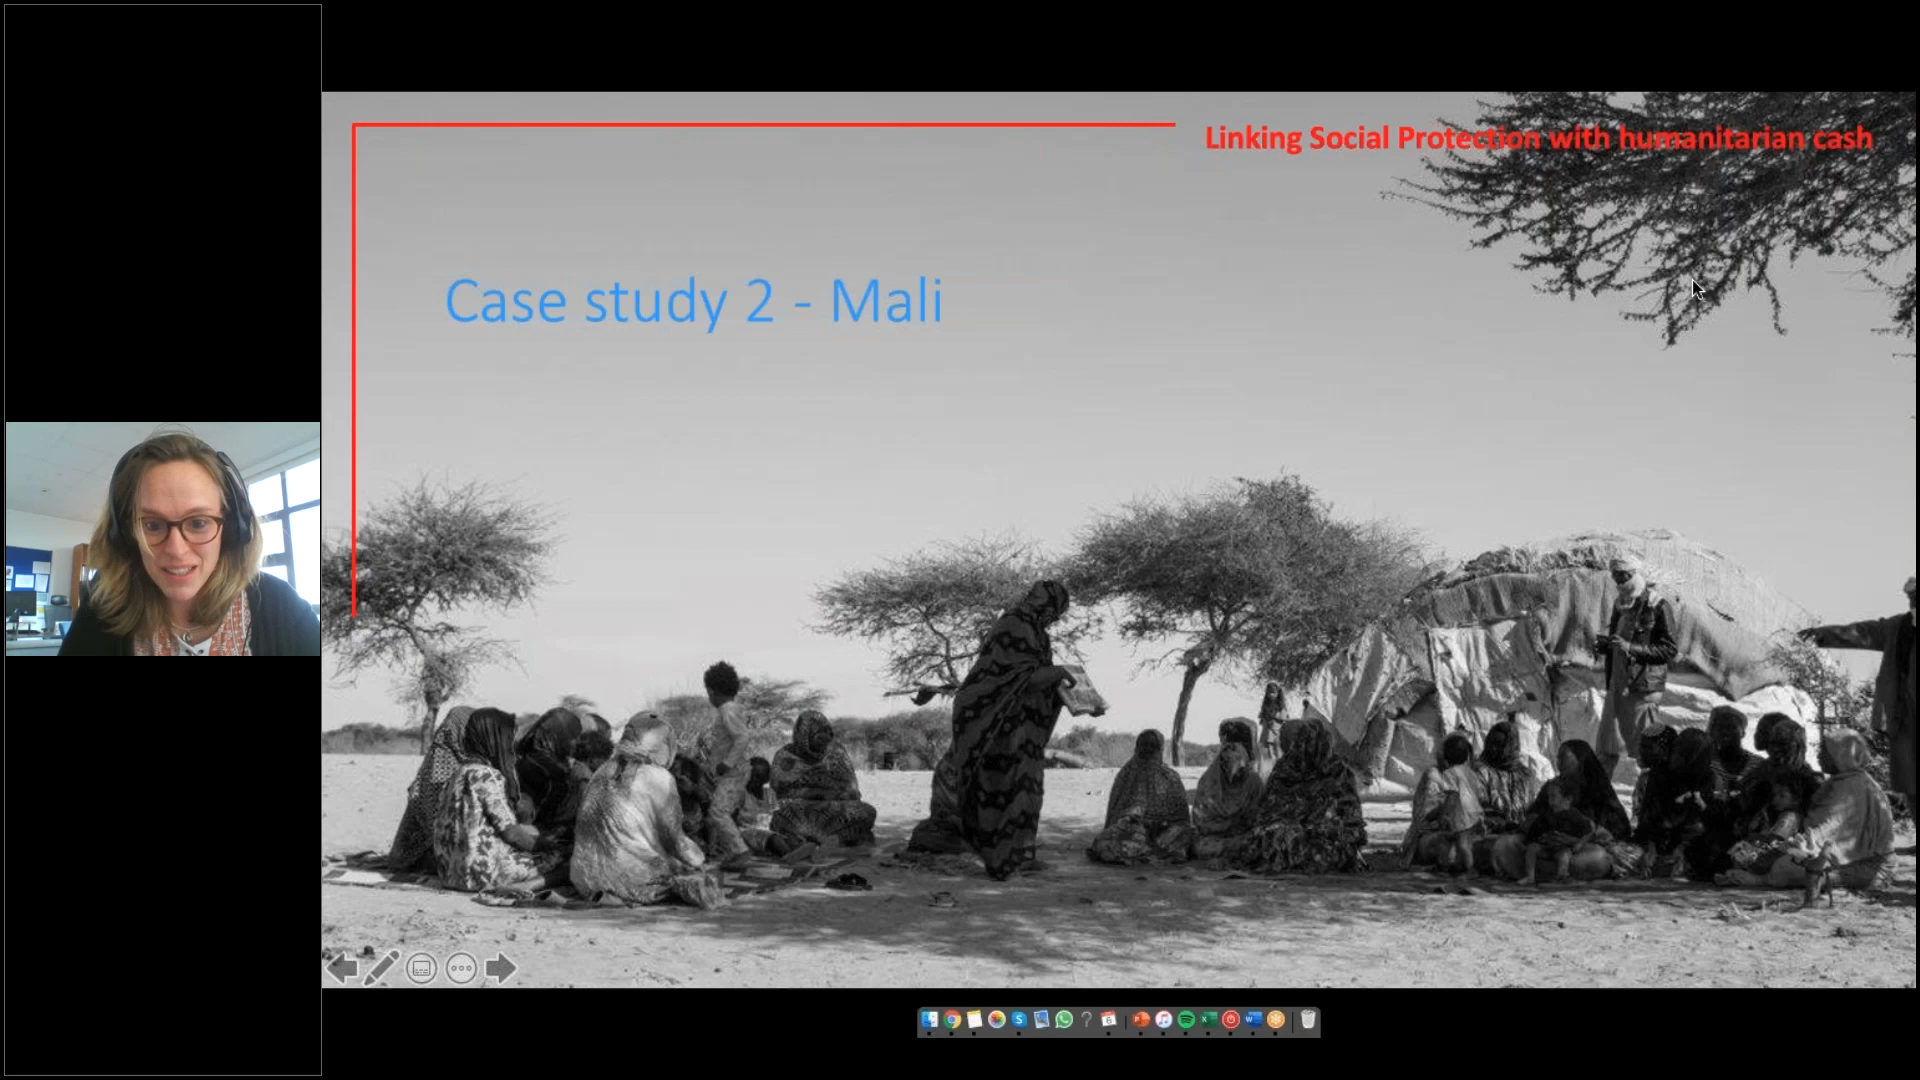 Linking Social Protection with humanitarian cash
Case study 2 - Mali